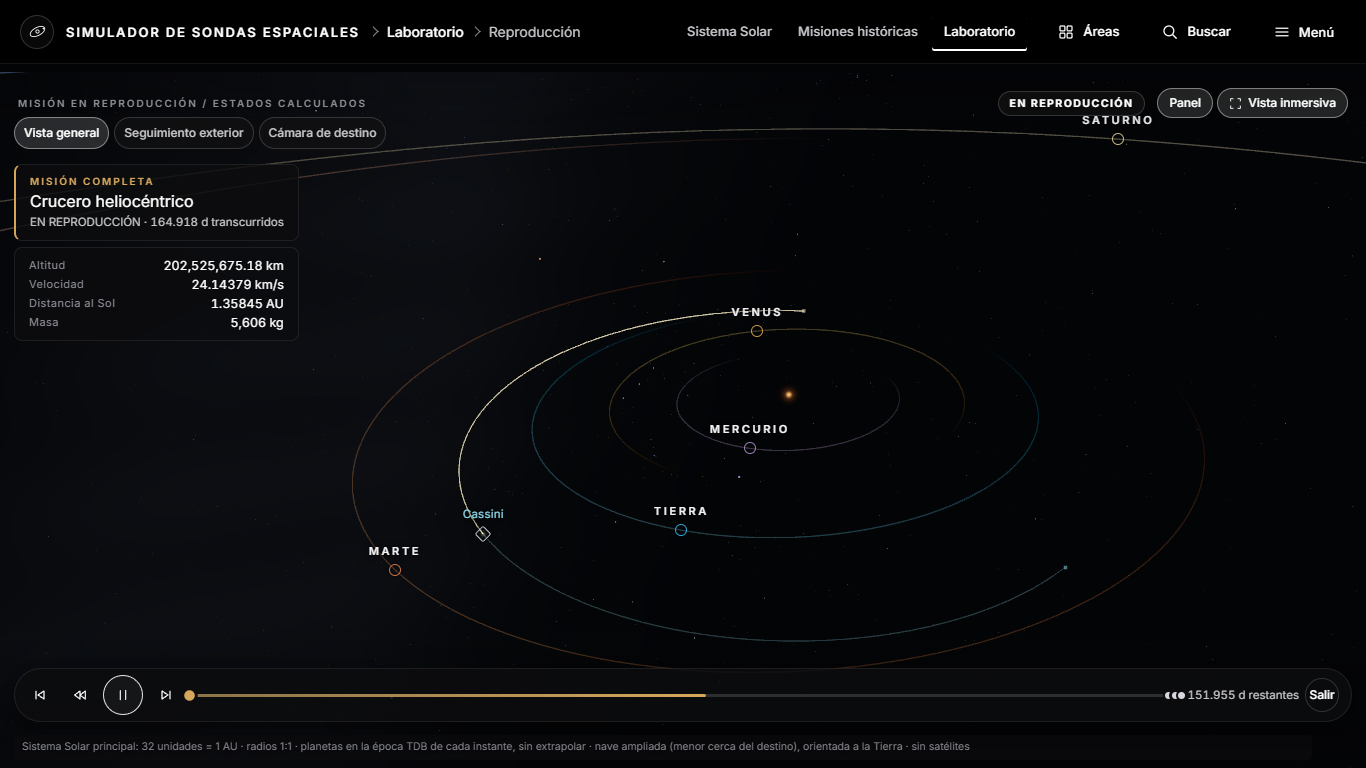 SIMULADOR DE SONDAS ESPACIALES > Laboratorio > Reproducción
Sistema Solar Misiones históricas Laboratorio Áreas Buscar Menú
MISIÓN EN REPRODUCCIÓN / ESTADOS CALCULADOS
EN REPRODUCCIÓN Panel Vista inmersiva
Vista general Seguimiento exterior Cámara de destino
SATURNO
MISIÓN COMPLETA
Crucero heliocéntrico
EN REPRODUCCIÓN · 164.918 d transcurridos
Altitud 202,525,675.18 km
Velocidad 24.14379 km/s
Distancia al Sol 1.35845 AU
Masa 5,606 kg
VENUS
MERCURIO
TIERRA
Cassini
MARTE
151.955 d restantes Salir
Sistema Solar principal: 32 unidades = 1 AU · radios 1:1 · planetas en la época TDB de cada instante, sin extrapolar · nave ampliada (menor cerca del destino), orientada a la Tierra · sin satélites